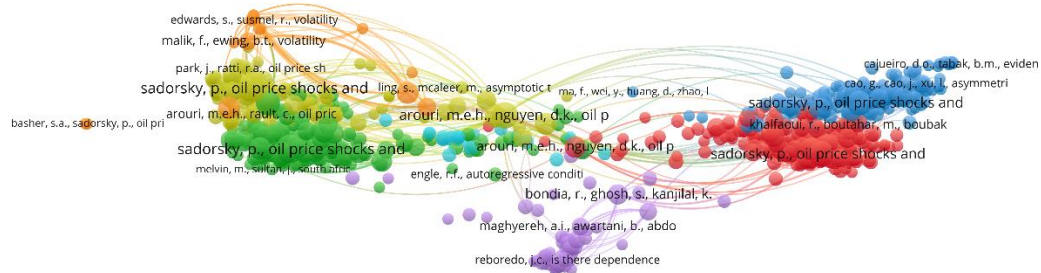 edwards, s., susmel, r., volatility
malik, f., ewing, b.t., volatility
park, j., ratti, r.a., oil price sh
sadorsky, p., oil price shocks and
ling, s., mcaleer, m., asymptotic t
ma, f., wei, y., huang, d., zhao, l
cajueiro, d.o., tabak, b.m., eviden
cao, g., cao, j., xu, l., asymmetri
sadorsky, p., oil price shocks and
basher, s.a., sadorsky, p., oil pri
arouri, m.e.h., rault, c., oil pric
arouri, m.e.h., nguyen, d.k., oil p
khalfaoui, r., boutahar, m., boubak
sadorsky, p., oil price shocks and
arouri, m.e.h., nguyen, d.k., oil p
sadorsky, p., oil price shocks and
melvin, m., sultan, j., south afric
engle, r.f., autoregressive conditi
bondia, r., ghosh, s., kanjilal, k.
maghyereh, a.i., awartani, b., abdo
reboredo, j.c., is there dependence